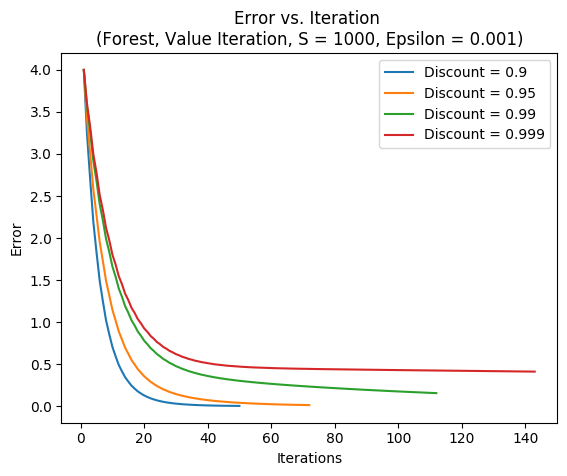 Error vs. Iteration
(Forest, Value Iteration, S = 1000, Epsilon = 0.001)
Discount = 0.9
Discount = 0.95
Discount = 0.99
Discount = 0.999
Error
4.0
3.5
3.0
2.5
2.0
1.5
1.0
0.5
0.0
0 20 40 60 80 100 120 140
Iterations